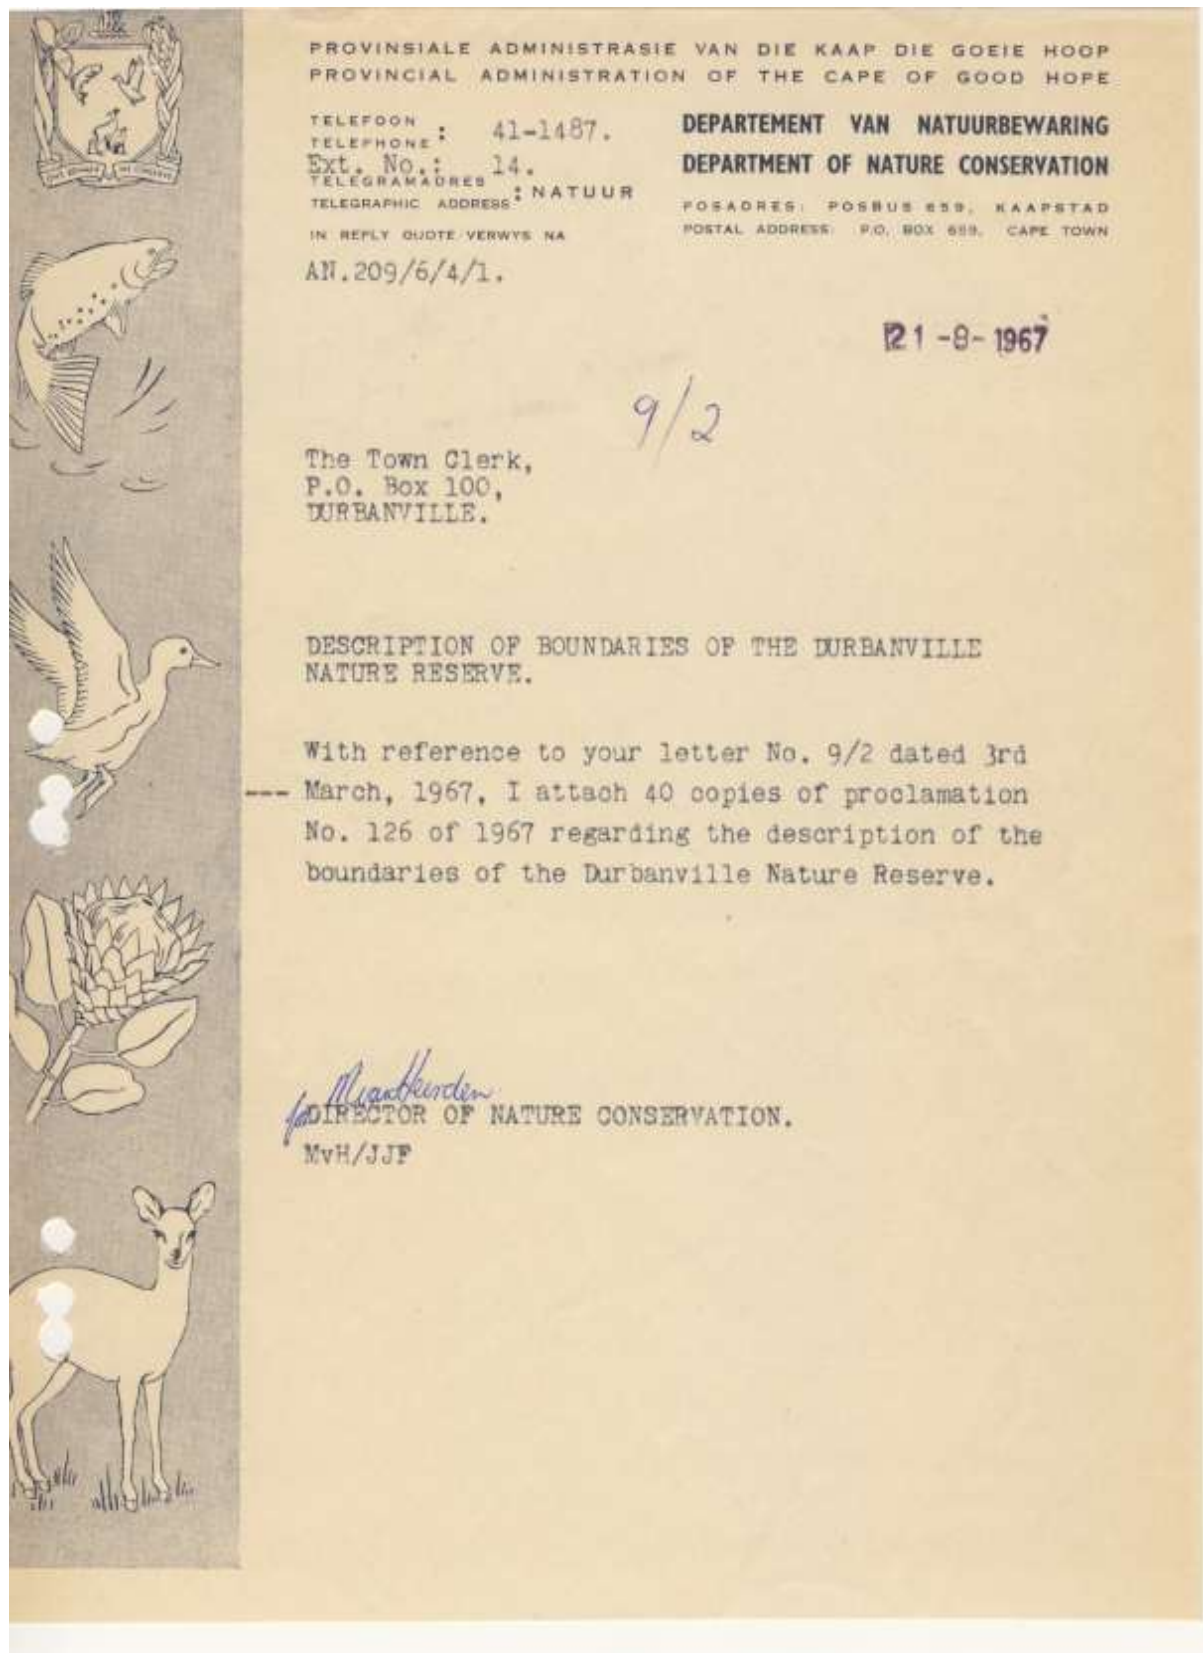 PROVINSIALE ADMINISTRASIE VAN DIE KAAP DIE GOEIE HOOP
PROVINCIAL ADMINISTRATION OF THE CAPE OF GOOD HOPE
TELEFOON
TELEPHONE : 41-1487.
Ext. No.: 14.
TELEGRAMADRES
TELEGRAPHIC ADDRESS : NATUUR
IN REPLY QUOTE/VERWYS NA
AN.209/6/4/1.
DEPARTEMENT VAN NATUURBEWARING
DEPARTMENT OF NATURE CONSERVATION
POSADRES: POSBUS 659, KAAPSTAD
POSTAL ADDRESS: P.O. BOX 659, CAPE TOWN
21 -8- 1967
9/2
The Town Clerk,
P.O. Box 100,
DURBANVILLE.
DESCRIPTION OF BOUNDARIES OF THE DURBANVILLE
NATURE RESERVE.
With reference to your letter No. 9/2 dated 3rd
--- March, 1967, I attach 40 copies of proclamation
No. 126 of 1967 regarding the description of the
boundaries of the Durbanville Nature Reserve.
MvanHeerden
DIRECTOR OF NATURE CONSERVATION.
MvH/JJF